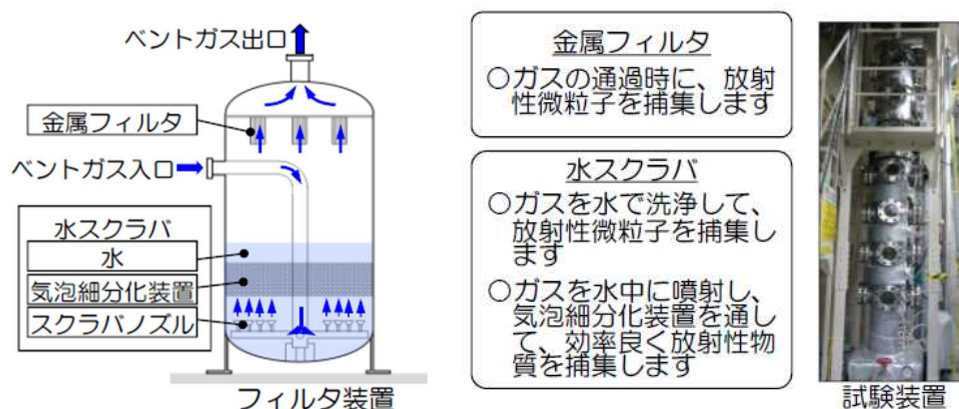 ベントガス出口
金属フィルタ
ベントガス入口
水スクラバ
水
気泡細分化装置
スクラバノズル
フィルタ装置
金属フィルタ
○ガスの通過時に、放射
性微粒子を捕集します
水スクラバ
○ガスを水で洗浄して、
放射性微粒子を捕集し
ます
○ガスを水中に噴射し、
気泡細分化装置を通し
て、効率良く放射性物
質を捕集します
試験装置